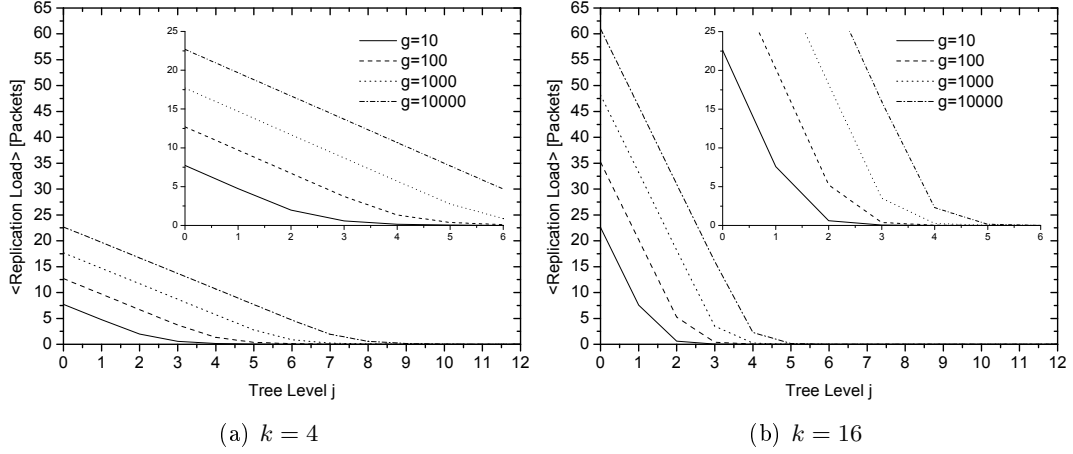 <Replication Load> [Packets]
65
60
55
50
45
40
35
30
25
20
15
10
5
0
0 1 2 3 4 5 6 7 8 9 10 11 12
Tree Level j
25
20
15
10
5
0
0 1 2 3 4 5 6
g=10
g=100
g=1000
g=10000
(a) k = 4
<Replication Load> [Packets]
65
60
55
50
45
40
35
30
25
20
15
10
5
0
0 1 2 3 4 5 6 7 8 9 10 11 12
Tree Level j
25
20
15
10
5
0
0 1 2 3 4 5 6
g=10
g=100
g=1000
g=10000
(b) k = 16